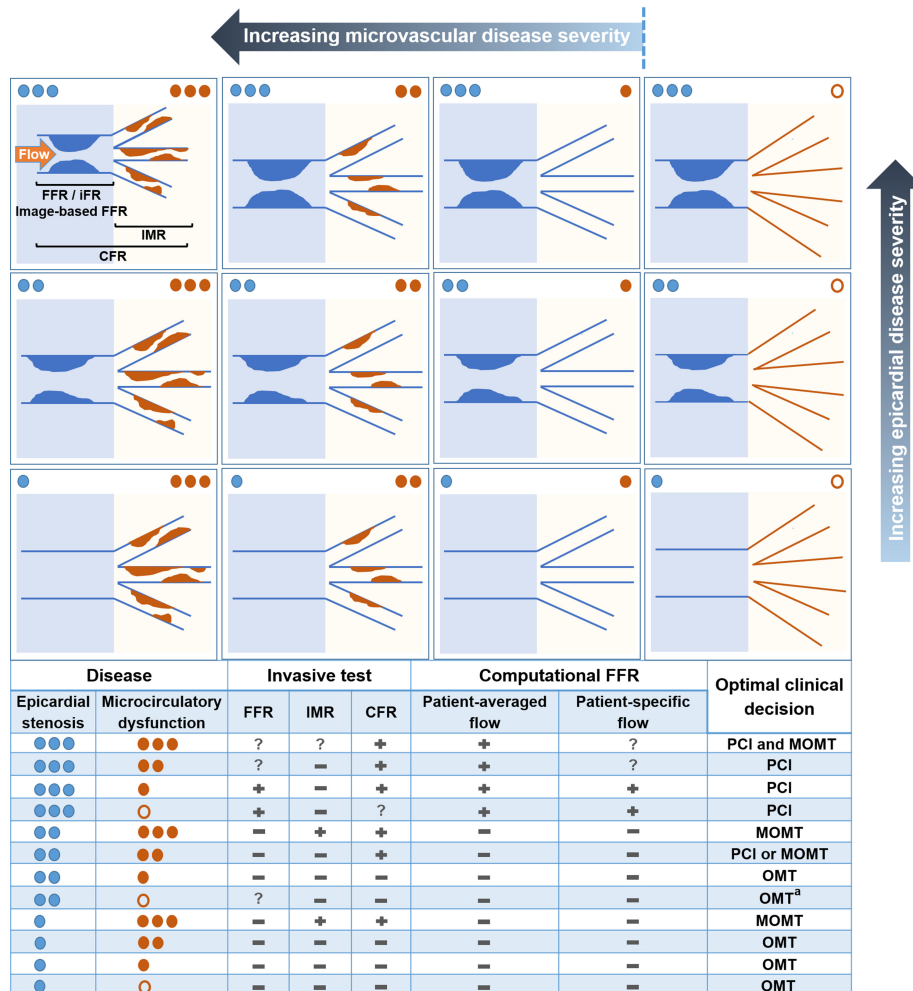 Increasing microvascular disease severity
Increasing epicardial disease severity
Flow
FFR / iFR
Image-based FFR
IMR
CFR
Disease
Invasive test
Computational FFR
Optimal clinical
decision
Epicardial
stenosis
Microcirculatory
dysfunction
FFR
IMR
CFR
Patient-averaged
flow
Patient-specific
flow
? ? + + ? PCI and MOMT
? − + + ? PCI
+ − + + + PCI
+ − ? + + PCI
− + + − − MOMT
− − + − − PCI or MOMT
− − − − − OMT
? − − − − OMTᵃ
− + + − − MOMT
− − − − − OMT
− − − − − OMT
− − − − − OMT